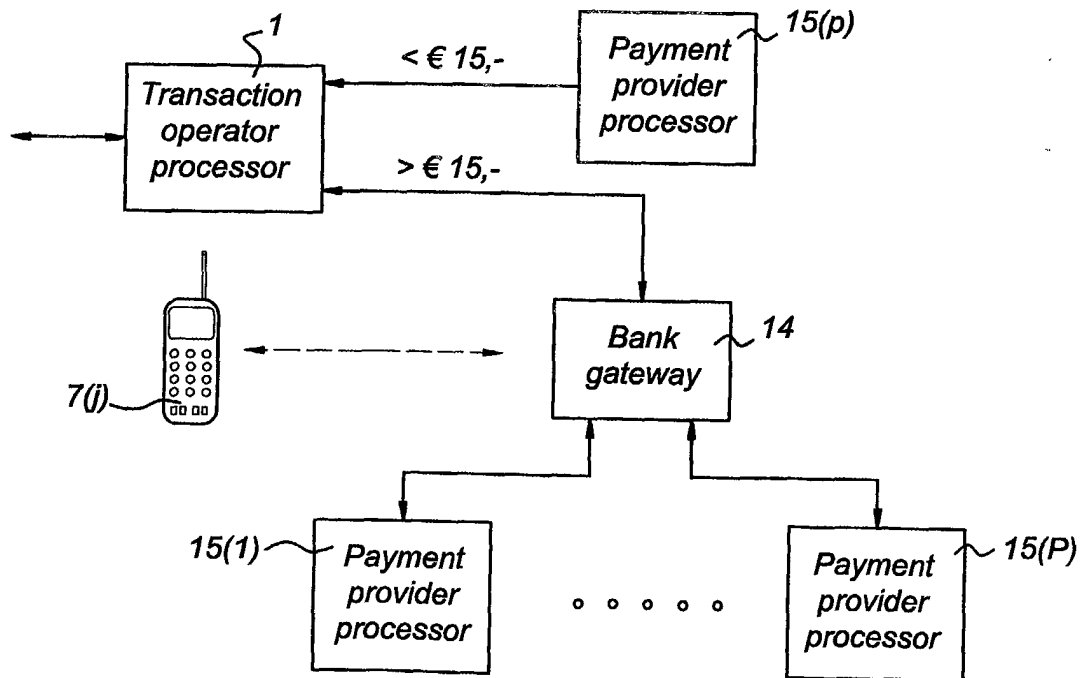 1
15(p)
Transaction
operator
processor
< € 15,-
Payment
provider
processor
> € 15,-
Bank
gateway
14
7(j)
15(1)
Payment
provider
processor
15(P)
Payment
provider
processor